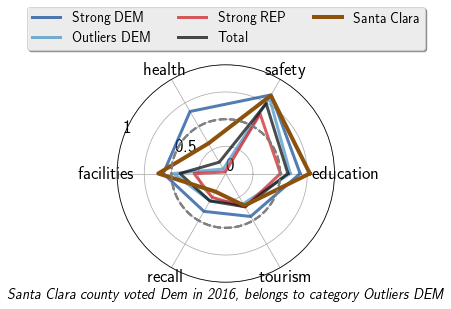 Strong DEM Strong REP Santa Clara
Outliers DEM Total
health safety
1
0.5
0
facilities education
recall tourism
Santa Clara county voted Dem in 2016, belongs to category Outliers DEM